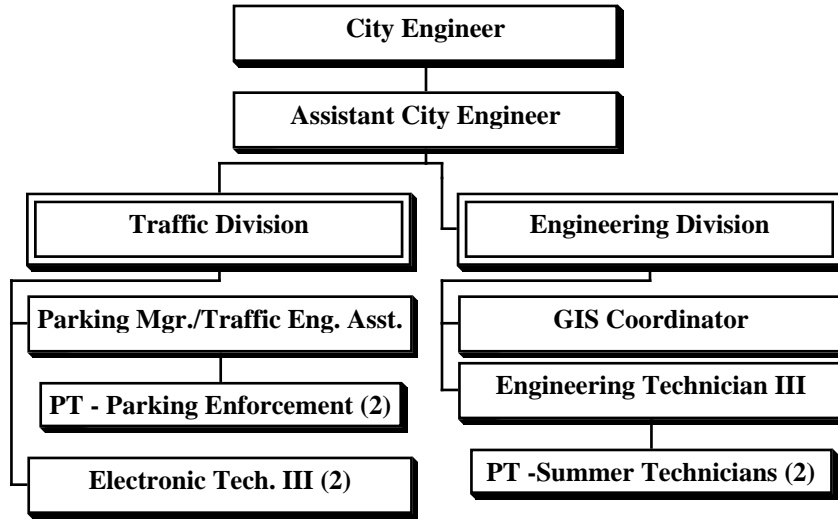 City Engineer
Assistant City Engineer
Traffic Division
Engineering Division
Parking Mgr./Traffic Eng. Asst.
GIS Coordinator
PT - Parking Enforcement (2)
Engineering Technician III
Electronic Tech. III (2)
PT -Summer Technicians (2)